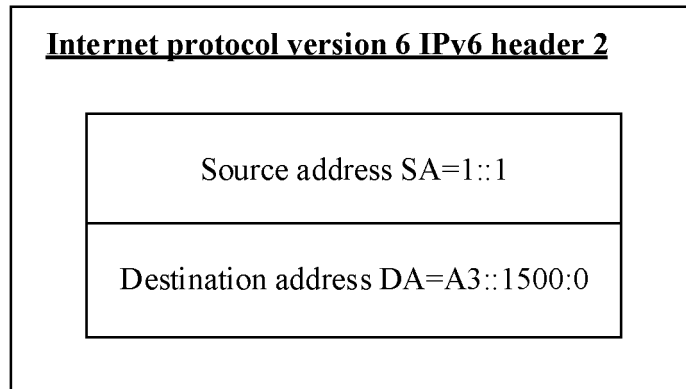 Internet protocol version 6 IPv6 header 2
Source address SA=1::1
Destination address DA=A3::1500:0